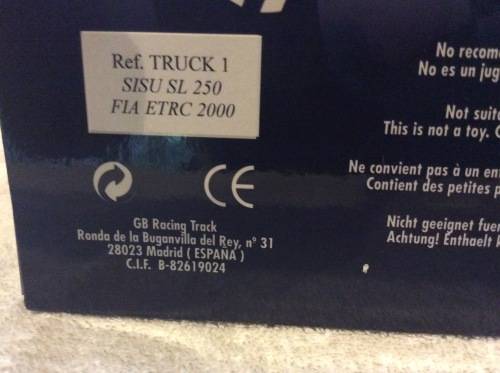 Ref. TRUCK 1
SISU SL 250
FIA ETRC 2000
No recom
No es un jug
Not suit
This is not a toy.
Ne convient pas à un en
Contient des petites p
Nicht geeignet fuer
Achtung! Enthaelt
CE
GB Racing Track
Ronda de la Buganvilla del Rey, nº 31
28023 Madrid ( ESPAÑA )
C.I.F. B-82619024